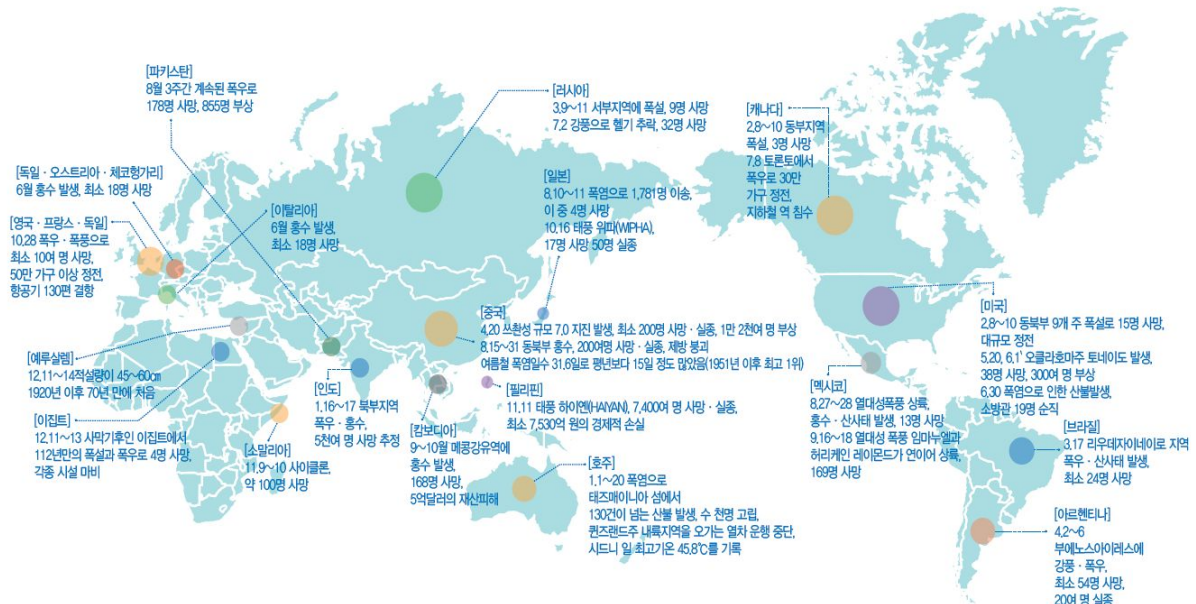 [파키스탄]
8월 3주간 계속된 폭우로
178명 사망, 855명 부상
[러시아]
3.9~11 서부지역에 폭설, 9명 사망
7.2 강풍으로 헬기 추락, 32명 사망
[캐나다]
2.8~10 동부지역
폭설, 3명 사망
7.8 토론토에서
폭우로 30만
가구 정전,
지하철 역 침수
[독일·오스트리아·체코헝가리]
6월 홍수 발생, 최소 18명 사망
[영국·프랑스·독일]
10.28 폭우·폭풍으로
최소 10여 명 사망,
50만 가구 이상 정전,
항공기 130편 결항
[이탈리아]
6월 홍수 발생,
최소 18명 사망
[일본]
8.10~11 폭염으로 1,781명 이송,
이 중 4명 사망
10.16 태풍 위파(WIPHA),
17명 사망 50명 실종
[중국]
4.20 쓰촨성 규모 7.0 지진 발생, 최소 200명 사망·실종, 1만 2천여 명 부상
8.15~31 동북부 홍수, 200여명 사망·실종, 제방 붕괴
여름철 폭염일수 31.6일로 평년보다 15일 정도 많았음(1951년 이후 최고 1위)
[미국]
2.8~10 동북부 9개 주 폭설로 15명 사망,
대규모 정전
5.20, 6.1' 오클라호마주 토네이도 발생,
38명 사망, 300여 명 부상
6.30 폭염으로 인한 산불발생,
소방관 19명 순직
[예루살렘]
12.11~14적설량이 45~60㎝
1920년 이후 70년 만에 처음
[이집트]
12.11~13 사막기후인 이집트에서
112년만의 폭설과 폭우로 4명 사망,
각종 시설 마비
[소말리아]
11.9~10 사이클론,
약 100명 사망
[인도]
1.16~17 북부지역
폭우·홍수,
5천여 명 사망 추정
[캄보디아]
9~10월 메콩강유역에
홍수 발생,
168명 사망,
5억달러의 재산피해
[필리핀]
11.11 태풍 하이옌(HAIYAN), 7,400여 명 사망·실종,
최소 7,530억 원의 경제적 손실
[호주]
1.1~20 폭염으로
태즈매이니아 섬에서
130건이 넘는 산불 발생, 수 천명 고립,
퀸즈랜드주 내륙지역을 오가는 열차 운행 중단,
시드니 일 최고기온 45.8℃를 기록
[멕시코]
8.27~28 열대성폭풍 상륙,
홍수·산사태 발생, 13명 사망
9.16~18 열대성 폭풍 임마누엘과
허리케인 레이몬드가 연이어 상륙,
169명 사망
[브라질]
3.17 리우데자이네이로 지역
폭우·산사태 발생,
최소 24명 사망
[아르헨티나]
4.2~6
부에노스아이레스에
강풍·폭우,
최소 54명 사망,
20여 명 실종